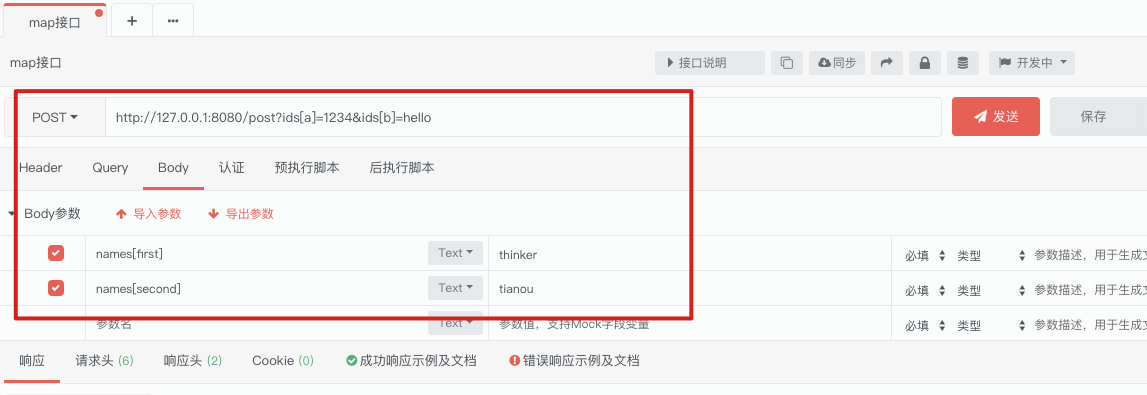 map接口 + ···
map接口 接口说明 同步 开发中
POST http://127.0.0.1:8080/post?ids[a]=1234&ids[b]=hello 发送 保存
Header Query Body 认证 预执行脚本 后执行脚本
Body参数 导入参数 导出参数
names[first] Text thinker 必填 类型 参数描述，用于生成文
names[second] Text tianou 必填 类型 参数描述，用于生成文
参数名 Text 参数值，支持Mock字段变量 必填 类型 参数描述，用于生成文
响应 请求头 (6) 响应头 (2) Cookie (0) 成功响应示例及文档 错误响应示例及文档